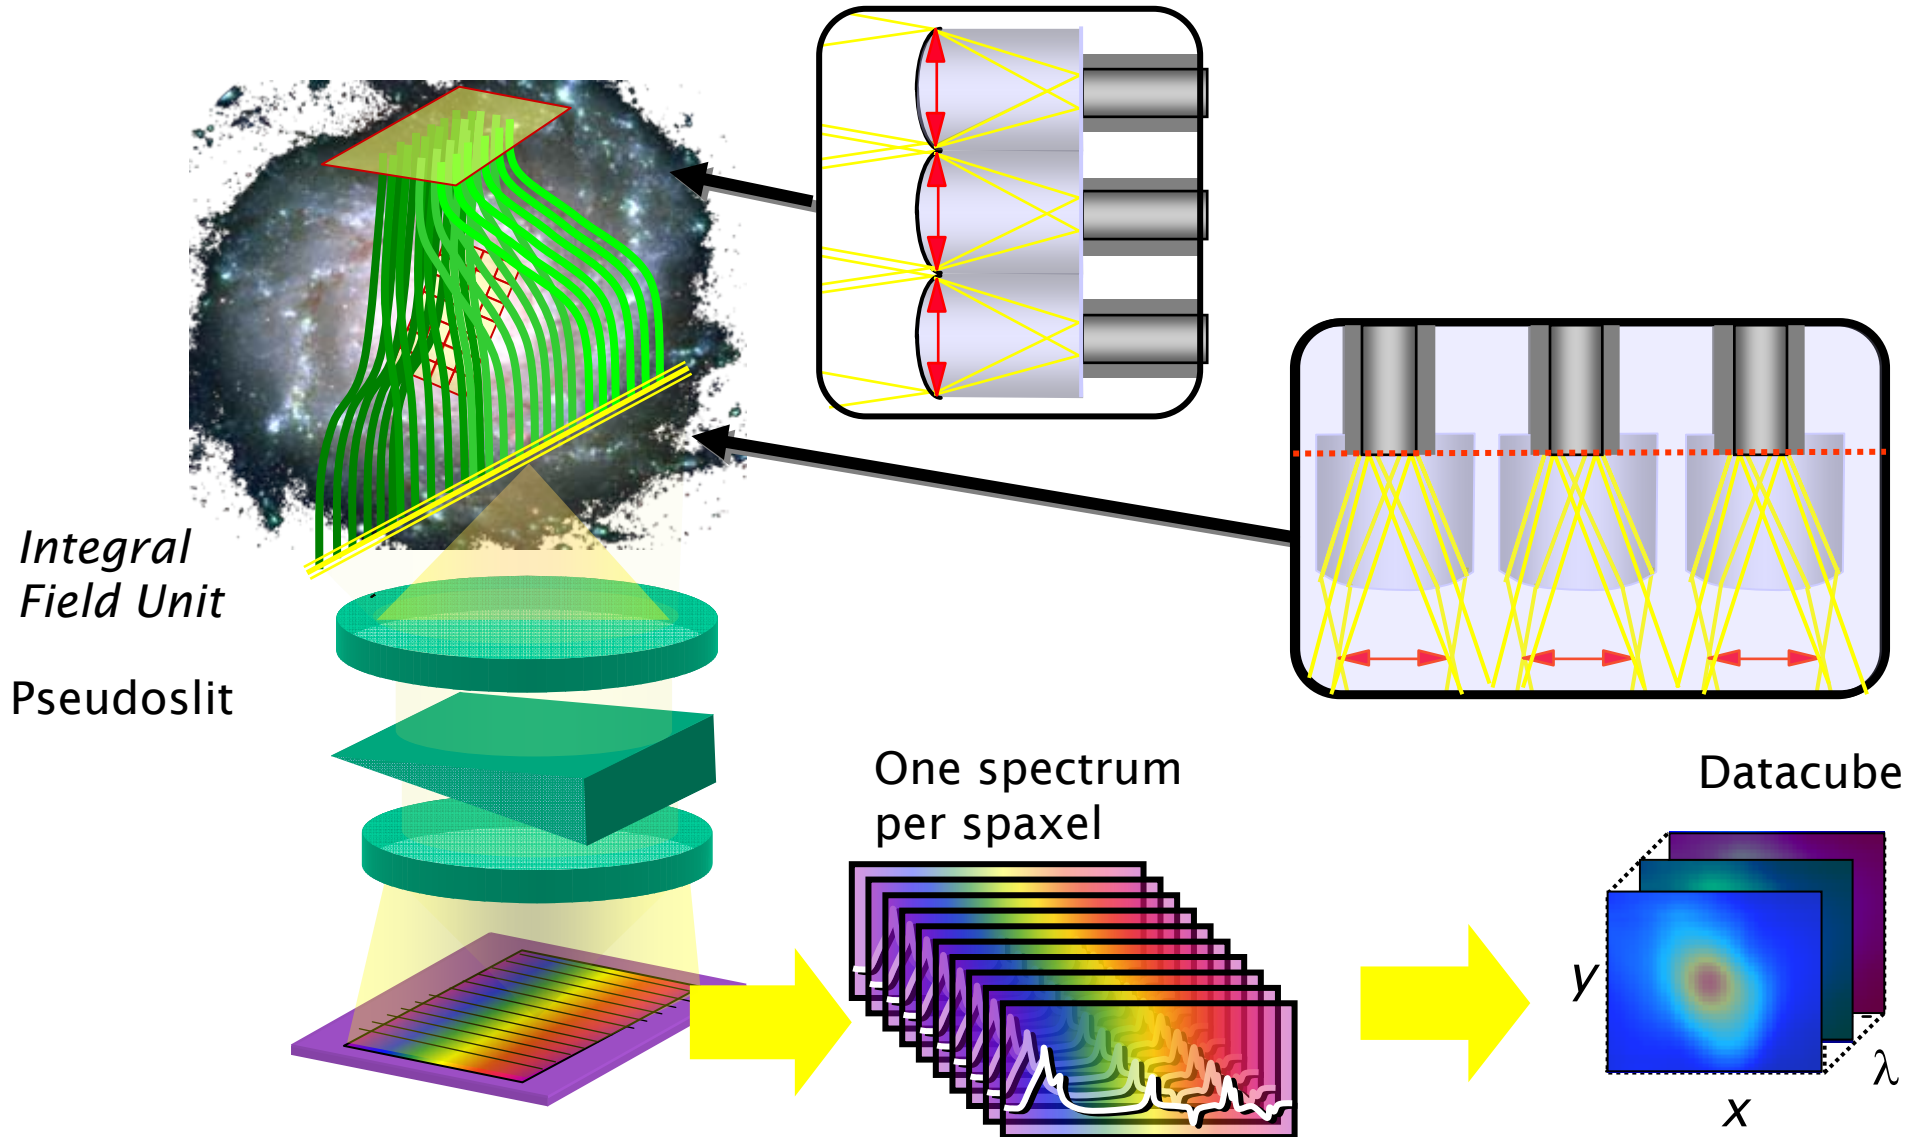 Integral
Field Unit
Pseudoslit
One spectrum
per spaxel
Datacube
y
λ
x